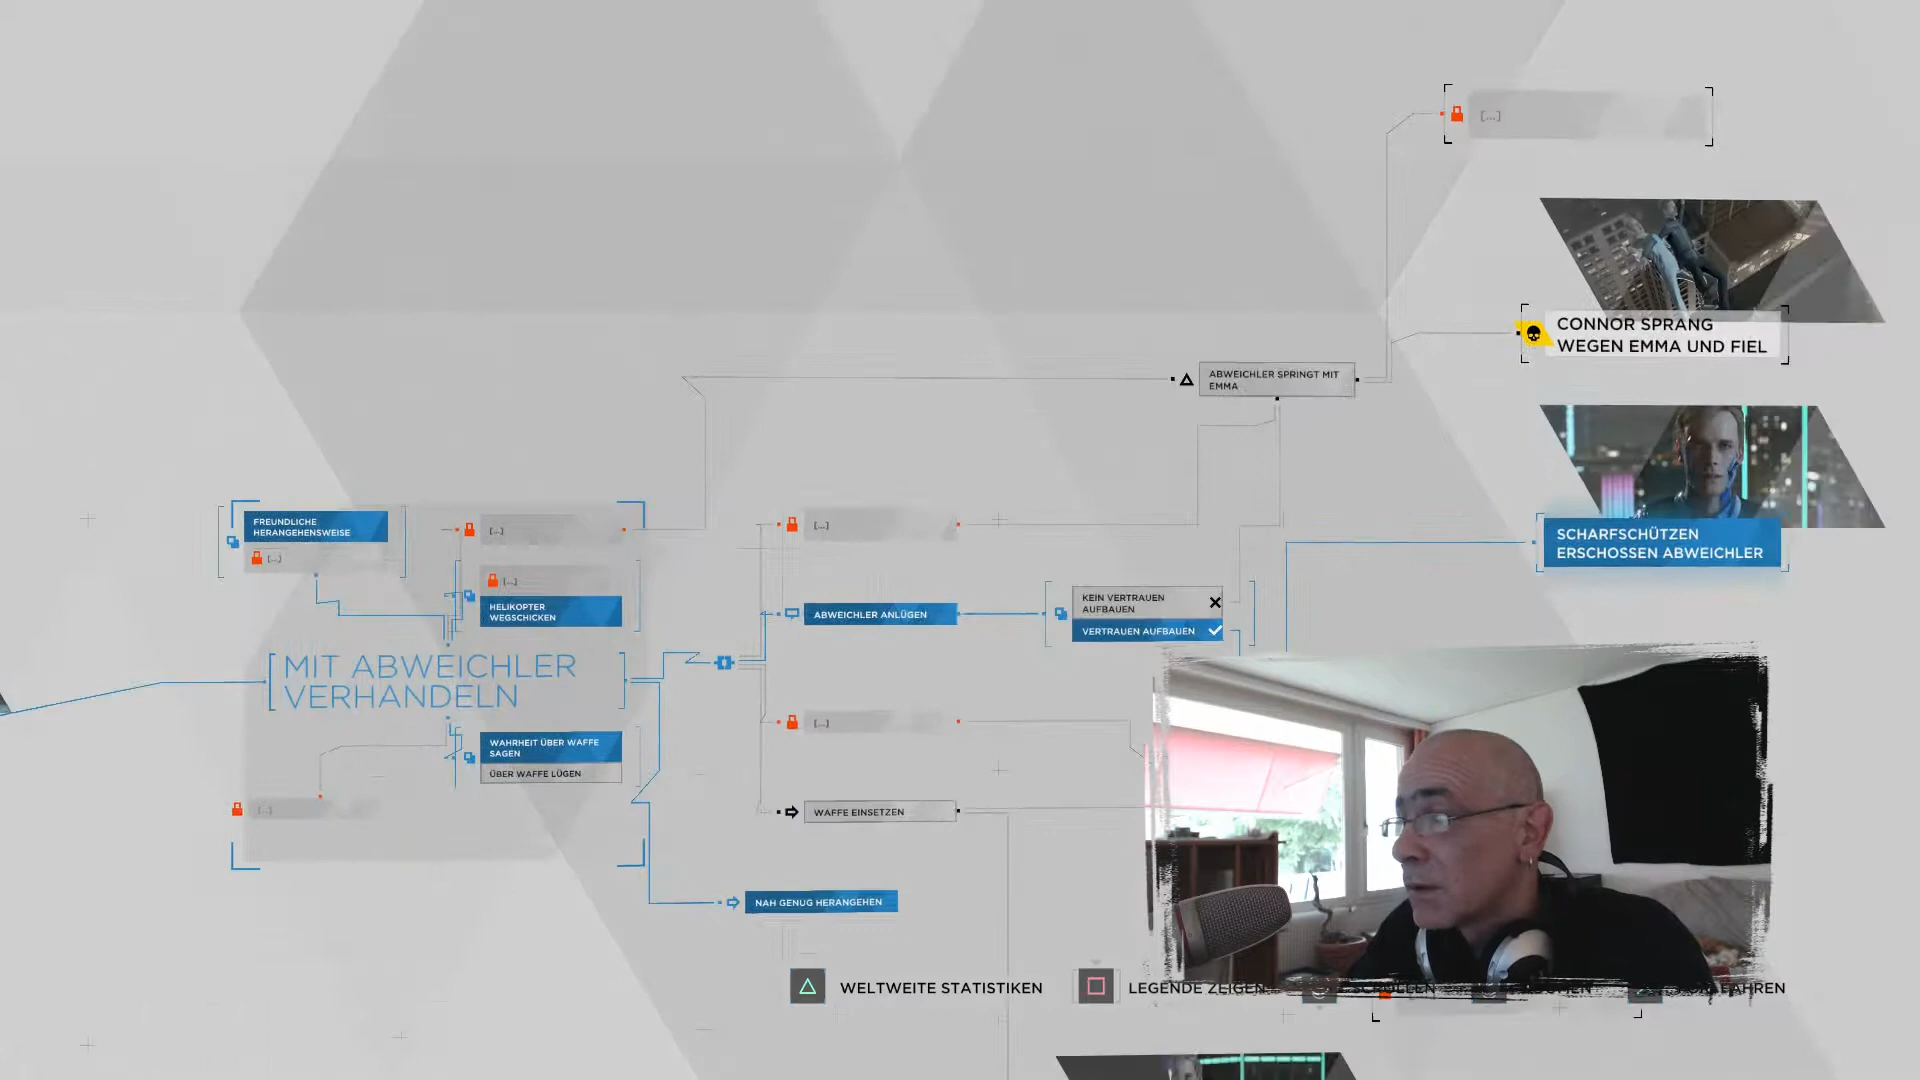 [...]
CONNOR SPRANG
WEGEN EMMA UND FIEL
ABWEICHLER SPRINGT MIT
EMMA
SCHARFSCHÜTZEN
ERSCHOSSEN ABWEICHLER
FREUNDLICHE
HERANGEHENSWEISE
[...]
[...]
[...]
HELIKOPTER
WEGSCHICKEN
[...]
ABWEICHLER ANLÜGEN
KEIN VERTRAUEN
AUFBAUEN
VERTRAUEN AUFBAUEN
MIT ABWEICHLER
VERHANDELN
[...]
WAHRHEIT ÜBER WAFFE
SAGEN
ÜBER WAFFE LÜGEN
[...]
WAFFE EINSETZEN
NAH GENUG HERANGEHEN
WELTWEITE STATISTIKEN
LEGENDE ZEIGEN